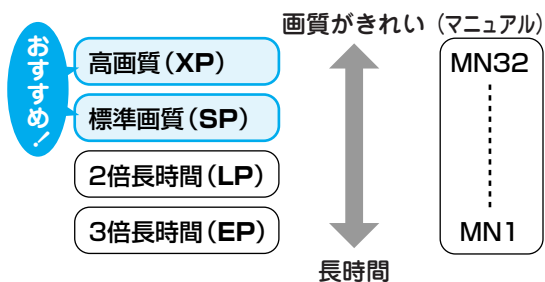 画質がきれい
(マニュアル)
おすすめ!
高画質(XP)
標準画質(SP)
2倍長時間(LP)
3倍長時間(EP)
長時間
MN32
MN1